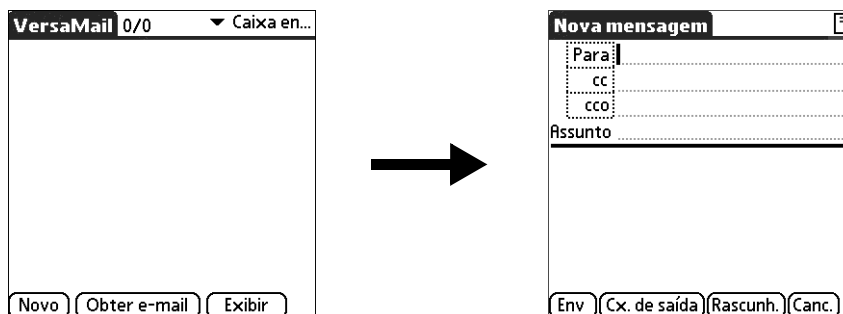 VersaMail 0/0 Caixa en...
Novo Obter e-mail Exibir
Nova mensagem
Para
cc
cco
Assunto
Env Cx. de saída Rascunh. Canc.